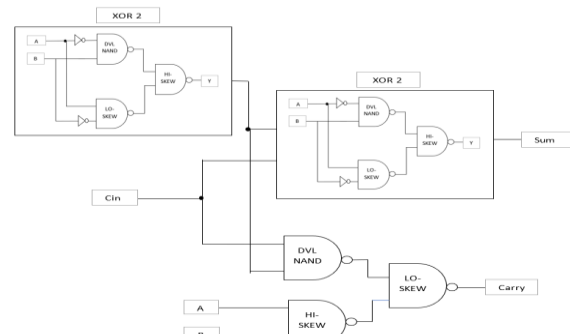 XOR 2
A
B
DVL
NAND
HI-
SKEW
Y
LO-
SKEW
XOR 2
A
B
DVL
NAND
HI-
SKEW
Y
LO-
SKEW
Sum
Cin
DVL
NAND
LO-
SKEW
Carry
A
HI-
SKEW